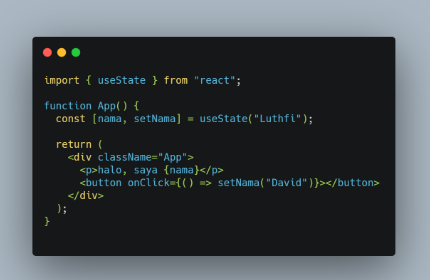 import { useState } from "react";
function App() {
const [nama, setNama] = useState("Luthfi");
return (
<div className="App">
<p>halo, saya {nama}</p>
<button onClick={() => setNama("David")}></button>
</div>
);
}